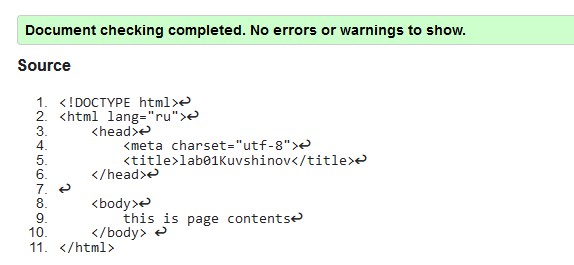 Document checking completed. No errors or warnings to show.
Source
1. <!DOCTYPE html>↩
2. <html lang="ru">↩
3.     <head>↩
4.         <meta charset="utf-8">↩
5.         <title>lab01Kuvshinov</title>↩
6.     </head>↩
7. ↩
8.     <body>↩
9.         this is page contents↩
10.     </body> ↩
11. </html>